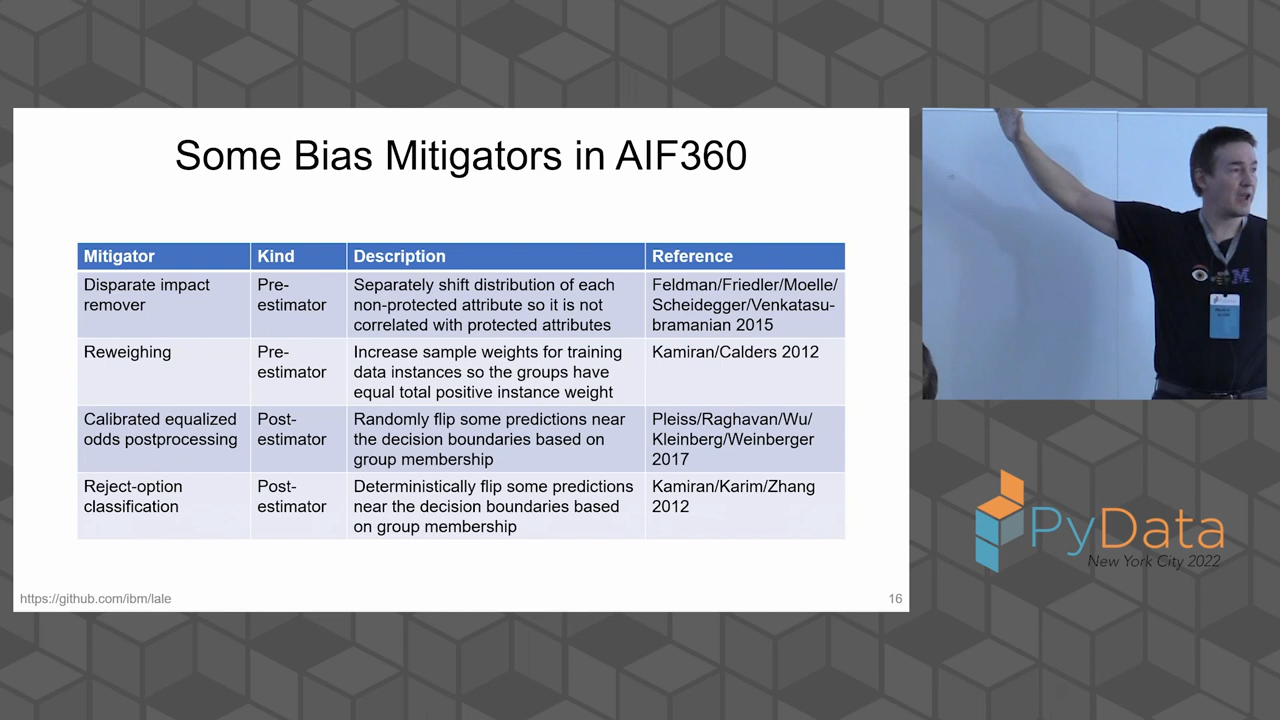 Some Bias Mitigators in AIF360
Mitigator
Kind
Description
Reference
Disparate impact
remover
Pre-
estimator
Separately shift distribution of each
non-protected attribute so it is not
correlated with protected attributes
Feldman/Friedler/Moelle/
Scheidegger/Venkatasu-
bramanian 2015
Reweighing
Pre-
estimator
Increase sample weights for training
data instances so the groups have
equal total positive instance weight
Kamiran/Calders 2012
Calibrated equalized
odds postprocessing
Post-
estimator
Randomly flip some predictions near
the decision boundaries based on
group membership
Pleiss/Raghavan/Wu/
Kleinberg/Weinberger
2017
Reject-option
classification
Post-
estimator
Deterministically flip some predictions
near the decision boundaries based
on group membership
Kamiran/Karim/Zhang
2012
https://github.com/ibm/lale
16
M
PyData
New York City 2022